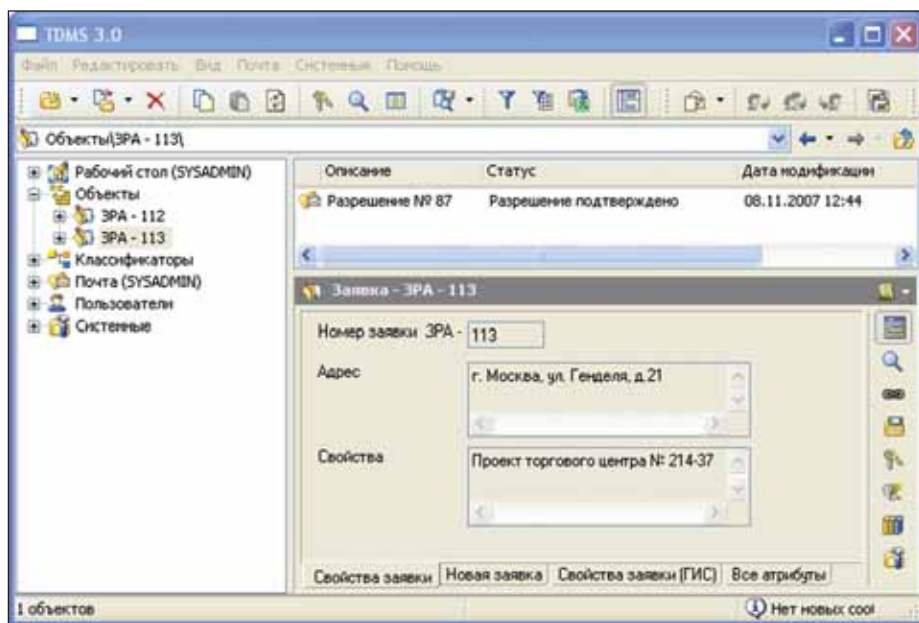 TDMS 3.0
Файл Редактировать Вид Почта Системные Помощь
Объекты\ЗРА - 113\
Рабочий стол (SYSADMIN)
Объекты
ЗРА - 112
ЗРА - 113
Классификаторы
Почта (SYSADMIN)
Пользователи
Системные
Описание Статус Дата модификации
Разрешение № 87 Разрешение подтверждено 08.11.2007 12:44
Заявка - ЗРА - 113
Номер заявки ЗРА - 113
Адрес
г. Москва, ул. Генделя, д.21
Свойства
Проект торгового центра № 214-37
Свойства заявки Новая заявка Свойства заявки (ГИС) Все атрибуты
1 объектов
Нет новых сооб